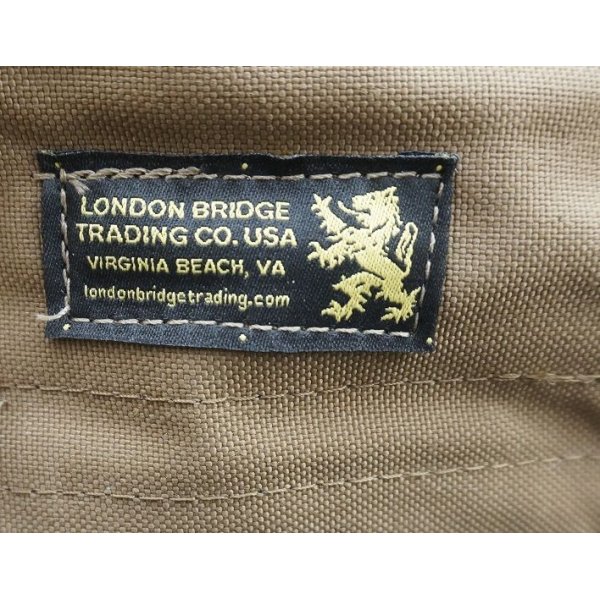 LONDON BRIDGE
TRADING CO. USA
VIRGINIA BEACH, VA
londonbridgetrading.com